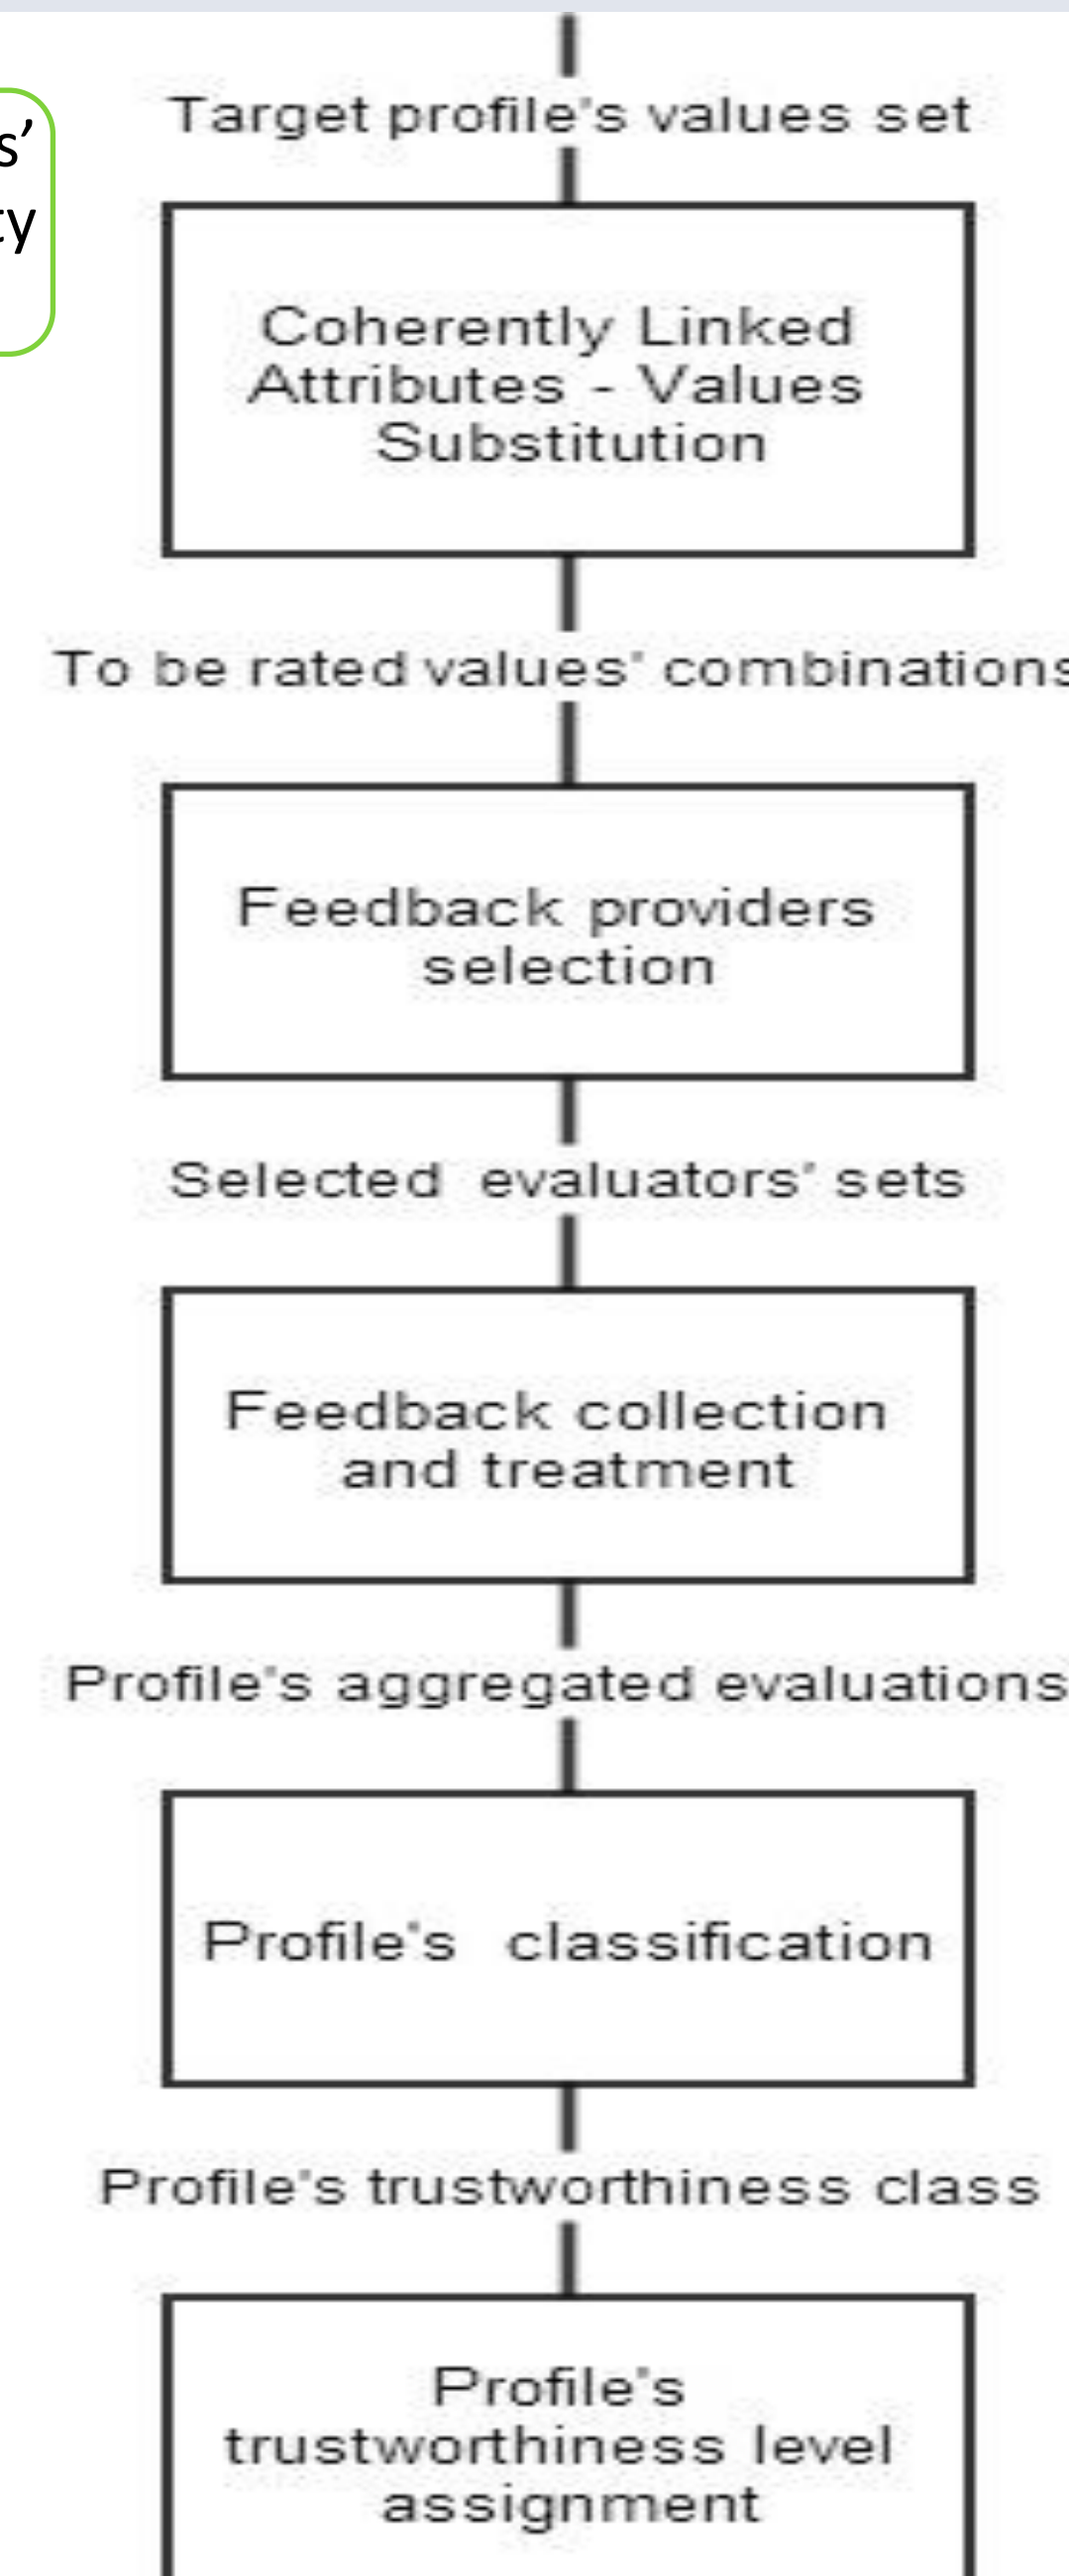 Target profile's values set
s’
ty
Coherently Linked
Attributes - Values
Substitution
To be rated values' combinations
Feedback providers
selection
Selected evaluators' sets
Feedback collection
and treatment
Profile's aggregated evaluations
Profile's classification
Profile's trustworthiness class
Profile's
trustworthiness level
assignment